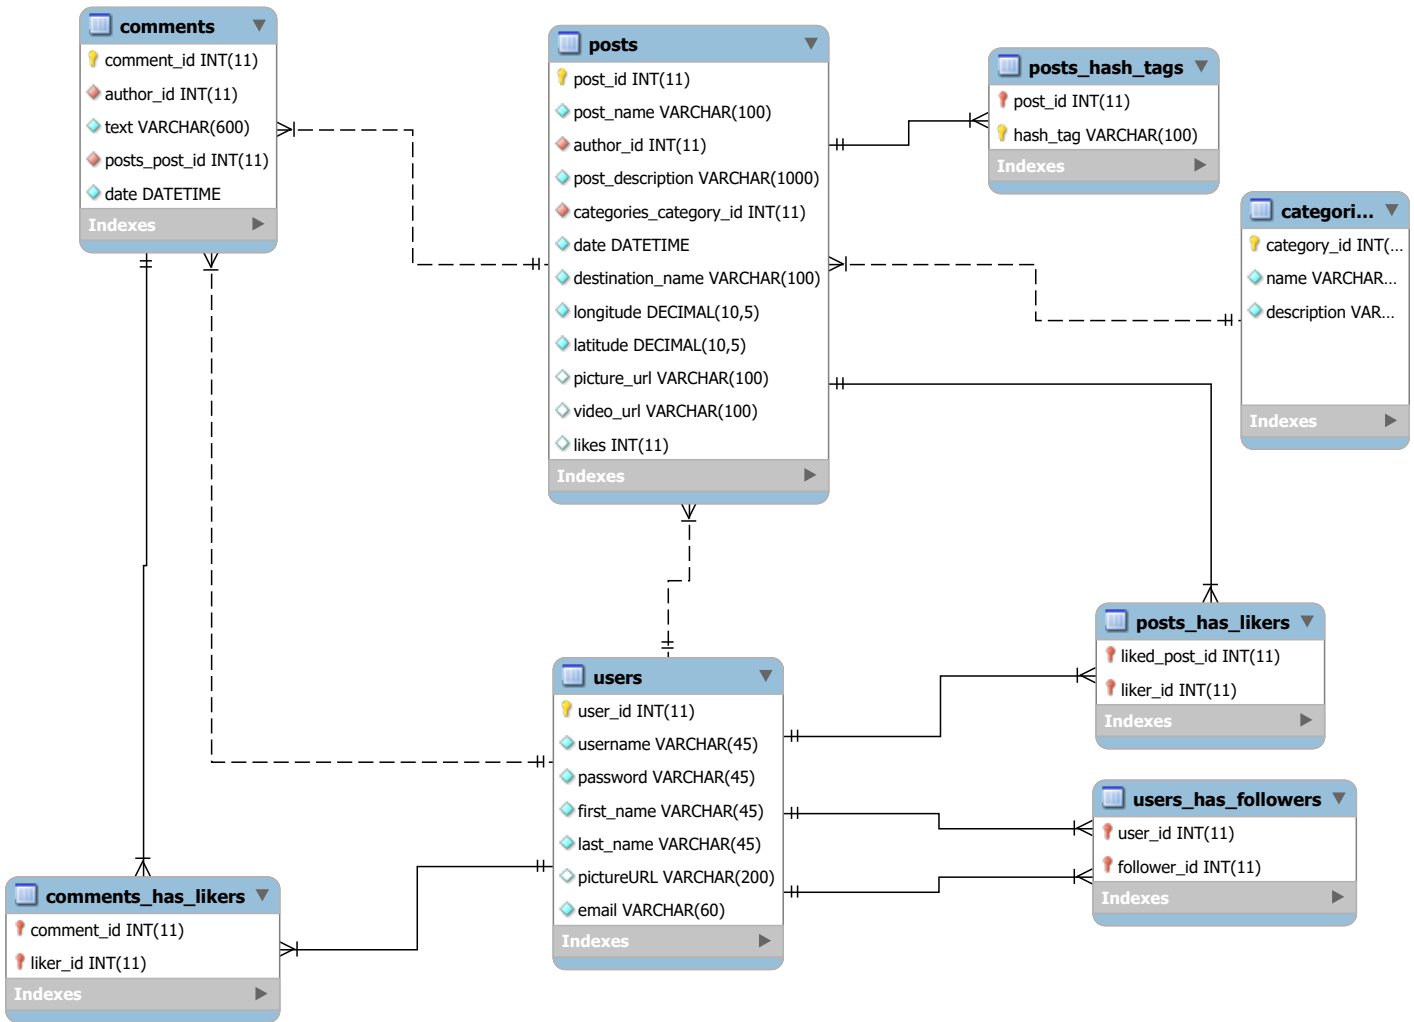 comments
comment_id INT(11)
author_id INT(11)
text VARCHAR(600)
posts_post_id INT(11)
date DATETIME
Indexes
posts
post_id INT(11)
post_name VARCHAR(100)
author_id INT(11)
post_description VARCHAR(1000)
categories_category_id INT(11)
date DATETIME
destination_name VARCHAR(100)
longitude DECIMAL(10,5)
latitude DECIMAL(10,5)
picture_url VARCHAR(100)
video_url VARCHAR(100)
likes INT(11)
Indexes
posts_hash_tags
post_id INT(11)
hash_tag VARCHAR(100)
Indexes
categori...
category_id INT(...
name VARCHAR...
description VAR...
Indexes
posts_has_likers
liked_post_id INT(11)
liker_id INT(11)
Indexes
users
user_id INT(11)
username VARCHAR(45)
password VARCHAR(45)
first_name VARCHAR(45)
last_name VARCHAR(45)
pictureURL VARCHAR(200)
email VARCHAR(60)
Indexes
users_has_followers
user_id INT(11)
follower_id INT(11)
Indexes
comments_has_likers
comment_id INT(11)
liker_id INT(11)
Indexes